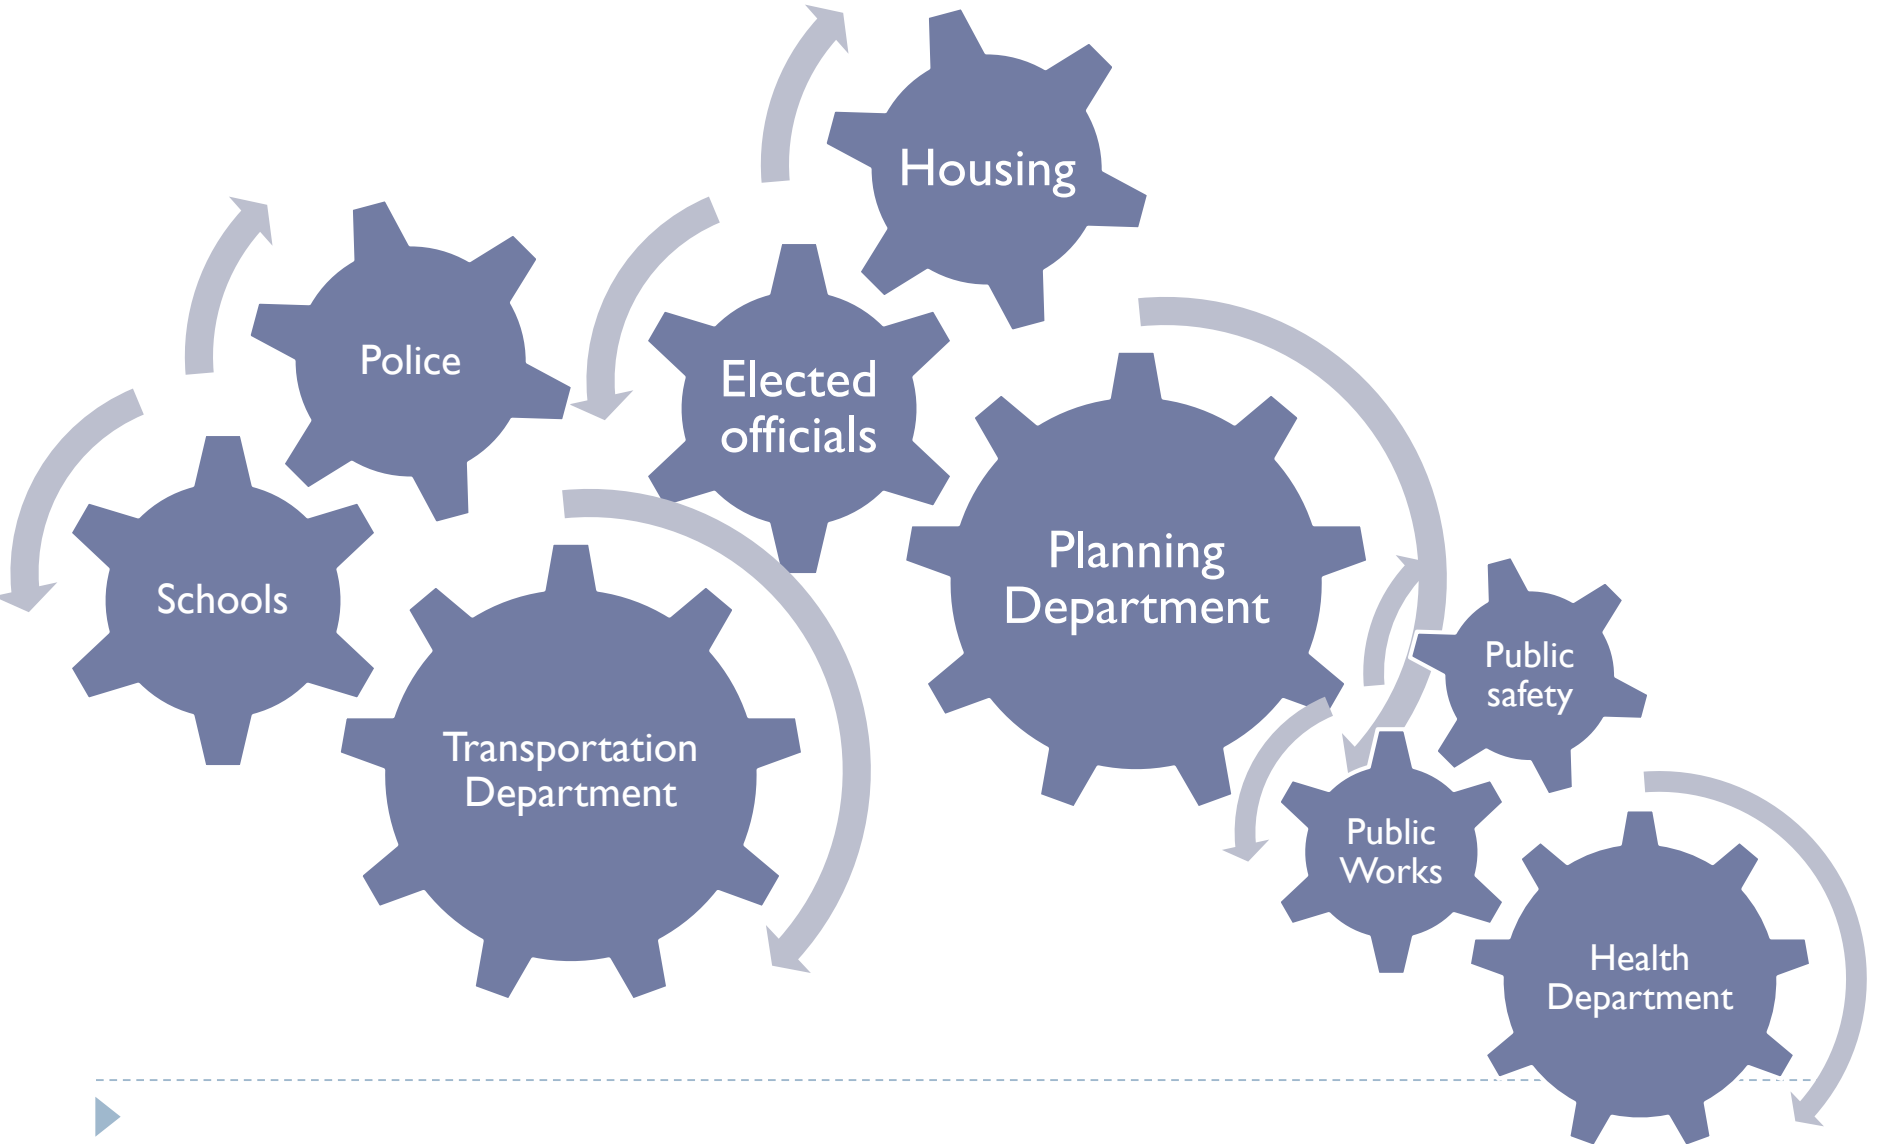 Housing
Police
Elected
officials
Planning
Department
Schools
Public
safety
Transportation
Department
Public
Works
Health
Department